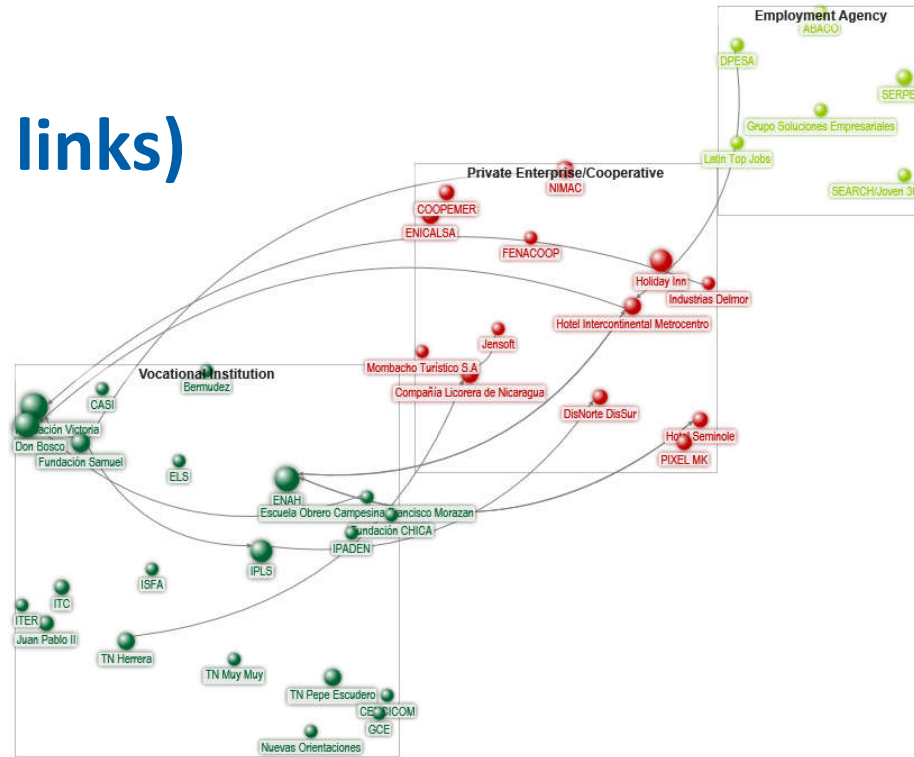 links)
Employment Agency
ABACO
DPESA
SERPE
Grupo Soluciones Empresariales
Latin Top Jobs
SEARCH/Joven
Private Enterprise/Cooperative
NIMAC
COOPEMER
ENICALSA
FENACOOP
Holiday Inn
Industrias Delmor
Hotel Intercontinental Metrocentro
Jensoft
Mombacho Turístico S.A
Compañía Licorera de Nicaragua
DisNorte DisSur
Hotel Seminole
PIXEL MK
Vocational Institution
Bermudez
CASI
Victoria
Don Bosco
Fundación Samuel
ELS
ENAH
Escuela Obrero Campesina Francisco Morazan
Fundación CHICA
IPADEN
IPLS
ISFA
ITC
ITER
Juan Pablo II
TN Herrera
TN Muy Muy
TN Pepe Escudero
GCE
Nuevas Orientaciones